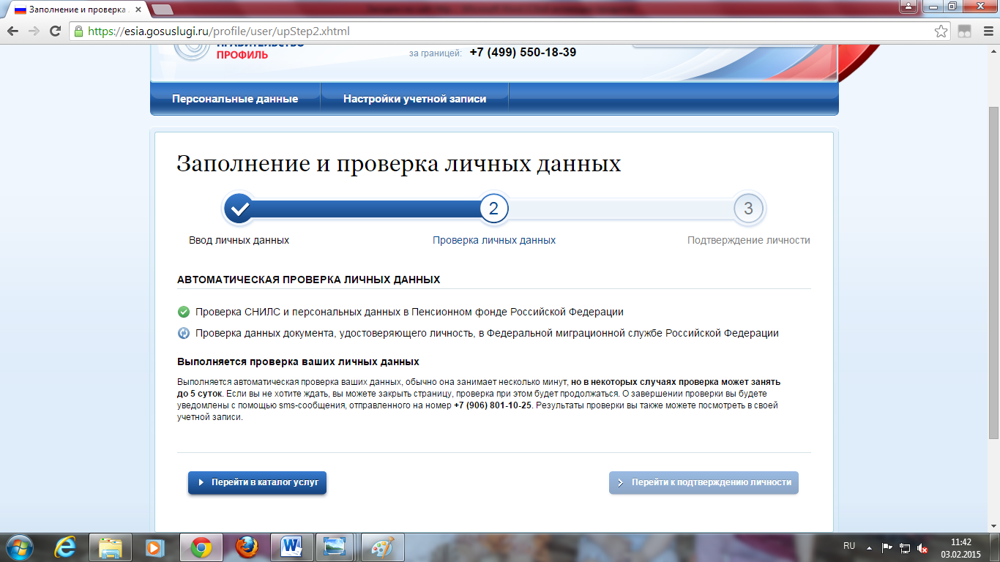 Заполнение и проверка
https://esia.gosuslugi.ru/profile/user/upStep2.xhtml
ПРАВИТЕЛЬСТВО
ПРОФИЛЬ
за границей: +7 (499) 550-18-39
Персональные данные
Настройки учетной записи
Заполнение и проверка личных данных
2
3
Ввод личных данных
Проверка личных данных
Подтверждение личности
АВТОМАТИЧЕСКАЯ ПРОВЕРКА ЛИЧНЫХ ДАННЫХ
Проверка СНИЛС и персональных данных в Пенсионном фонде Российской Федерации
Проверка данных документа, удостоверяющего личность, в Федеральной миграционной службе Российской Федерации
Выполняется проверка ваших личных данных
Выполняется автоматическая проверка ваших данных, обычно она занимает несколько минут, но в некоторых случаях проверка может занять
до 5 суток. Если вы не хотите ждать, вы можете закрыть страницу, проверка при этом будет продолжаться. О завершении проверки вы будете
уведомлены с помощью sms-сообщения, отправленного на номер +7 (906) 801-10-25. Результаты проверки вы также можете посмотреть в своей
учетной записи.
Перейти в каталог услуг
Перейти к подтверждению личности
RU
11:42
03.02.2015